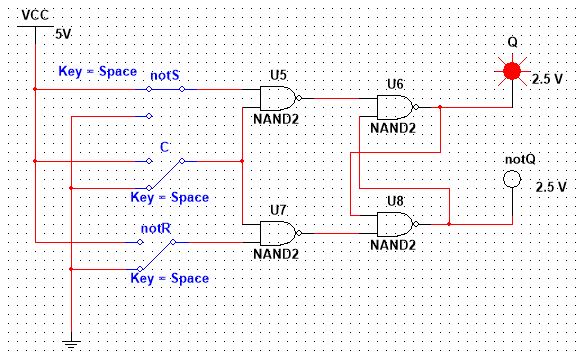 VCC
5V
Key = Space
notS
U5
NAND2
U6
NAND2
Q
2.5 V
C
Key = Space
notQ
2.5 V
notR
Key = Space
U7
NAND2
U8
NAND2